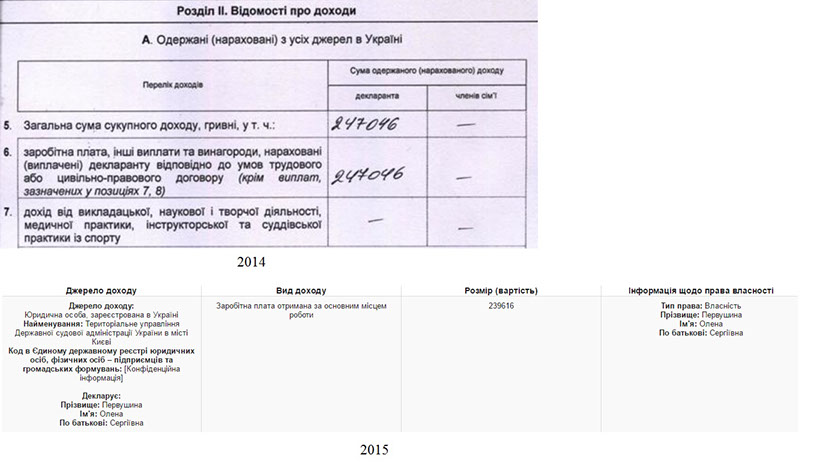 Розділ II. Відомості про доходи
А. Одержані (нараховані) з усіх джерел в Україні
Перелік доходів
Сума одержаного (нарахованого) доходу
декларанта
членів сім'ї
5. Загальна сума сукупного доходу, гривні, у т. ч.:
247046
—
6. заробітна плата, інші виплати та винагороди, нараховані
(виплачені) декларанту відповідно до умов трудового
або цивільно-правового договору (крім виплат,
зазначених у позиціях 7, 8)
247046
—
7. дохід від викладацької, наукової і творчої діяльності,
медичної практики, інструкторської та суддівської
практики із спорту
—
—
2014
Джерело доходу
Вид доходу
Розмір (вартість)
Інформація щодо права власності
Джерело доходу:
Юридична особа, зареєстрована в Україні
Найменування: Територіальне управління
Державної судової адміністрації України в місті
Києві
Код в Єдиному державному реєстрі юридичних
осіб, фізичних осіб – підприємців та
громадських формувань: [Конфіденційна
інформація]
Декларує:
Прізвище: Первушина
Ім'я: Олена
По батькові: Сергіївна
Заробітна плата отримана за основним місцем
роботи
239616
Тип права: Власність
Прізвище: Первушина
Ім'я: Олена
По батькові: Сергіївна
2015